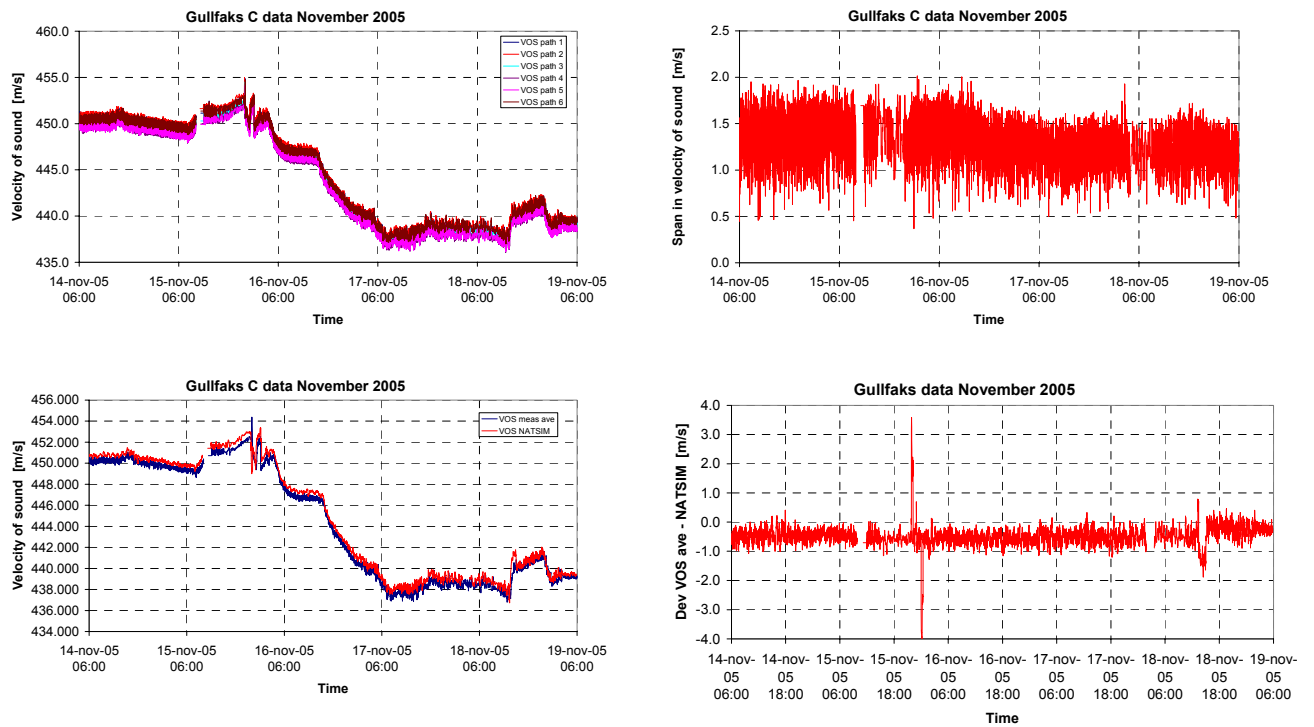 Gullfaks C data November 2005
460.0
455.0
450.0
445.0
440.0
435.0
Velocity of sound [m/s]
VOS path 1
VOS path 2
VOS path 3
VOS path 4
VOS path 5
VOS path 6
14-nov-05 15-nov-05 16-nov-05 17-nov-05 18-nov-05 19-nov-05
06:00 06:00 06:00 06:00 06:00 06:00
Time
Gullfaks C data November 2005
2.5
2.0
1.5
1.0
0.5
0.0
Span in velocity of sound [m/s]
14-nov-05 15-nov-05 16-nov-05 17-nov-05 18-nov-05 19-nov-05
06:00 06:00 06:00 06:00 06:00 06:00
Time
Gullfaks C data November 2005
456.000
454.000
452.000
450.000
448.000
446.000
444.000
442.000
440.000
438.000
436.000
434.000
Velocity of sound [m/s]
VOS meas ave
VOS NATSIM
14-nov-05 15-nov-05 16-nov-05 17-nov-05 18-nov-05 19-nov-05
06:00 06:00 06:00 06:00 06:00 06:00
Time
Gullfaks data November 2005
4.0
3.0
2.0
1.0
0.0
-1.0
-2.0
-3.0
-4.0
Dev VOS ave - NATSIM [m/s]
14-nov- 14-nov- 15-nov- 15-nov- 16-nov- 16-nov- 17-nov- 17-nov- 18-nov- 18-nov- 19-nov-
05 05 05 05 05 05 05 05 05 05 05
06:00 18:00 06:00 18:00 06:00 18:00 06:00 18:00 06:00 18:00 06:00
Time